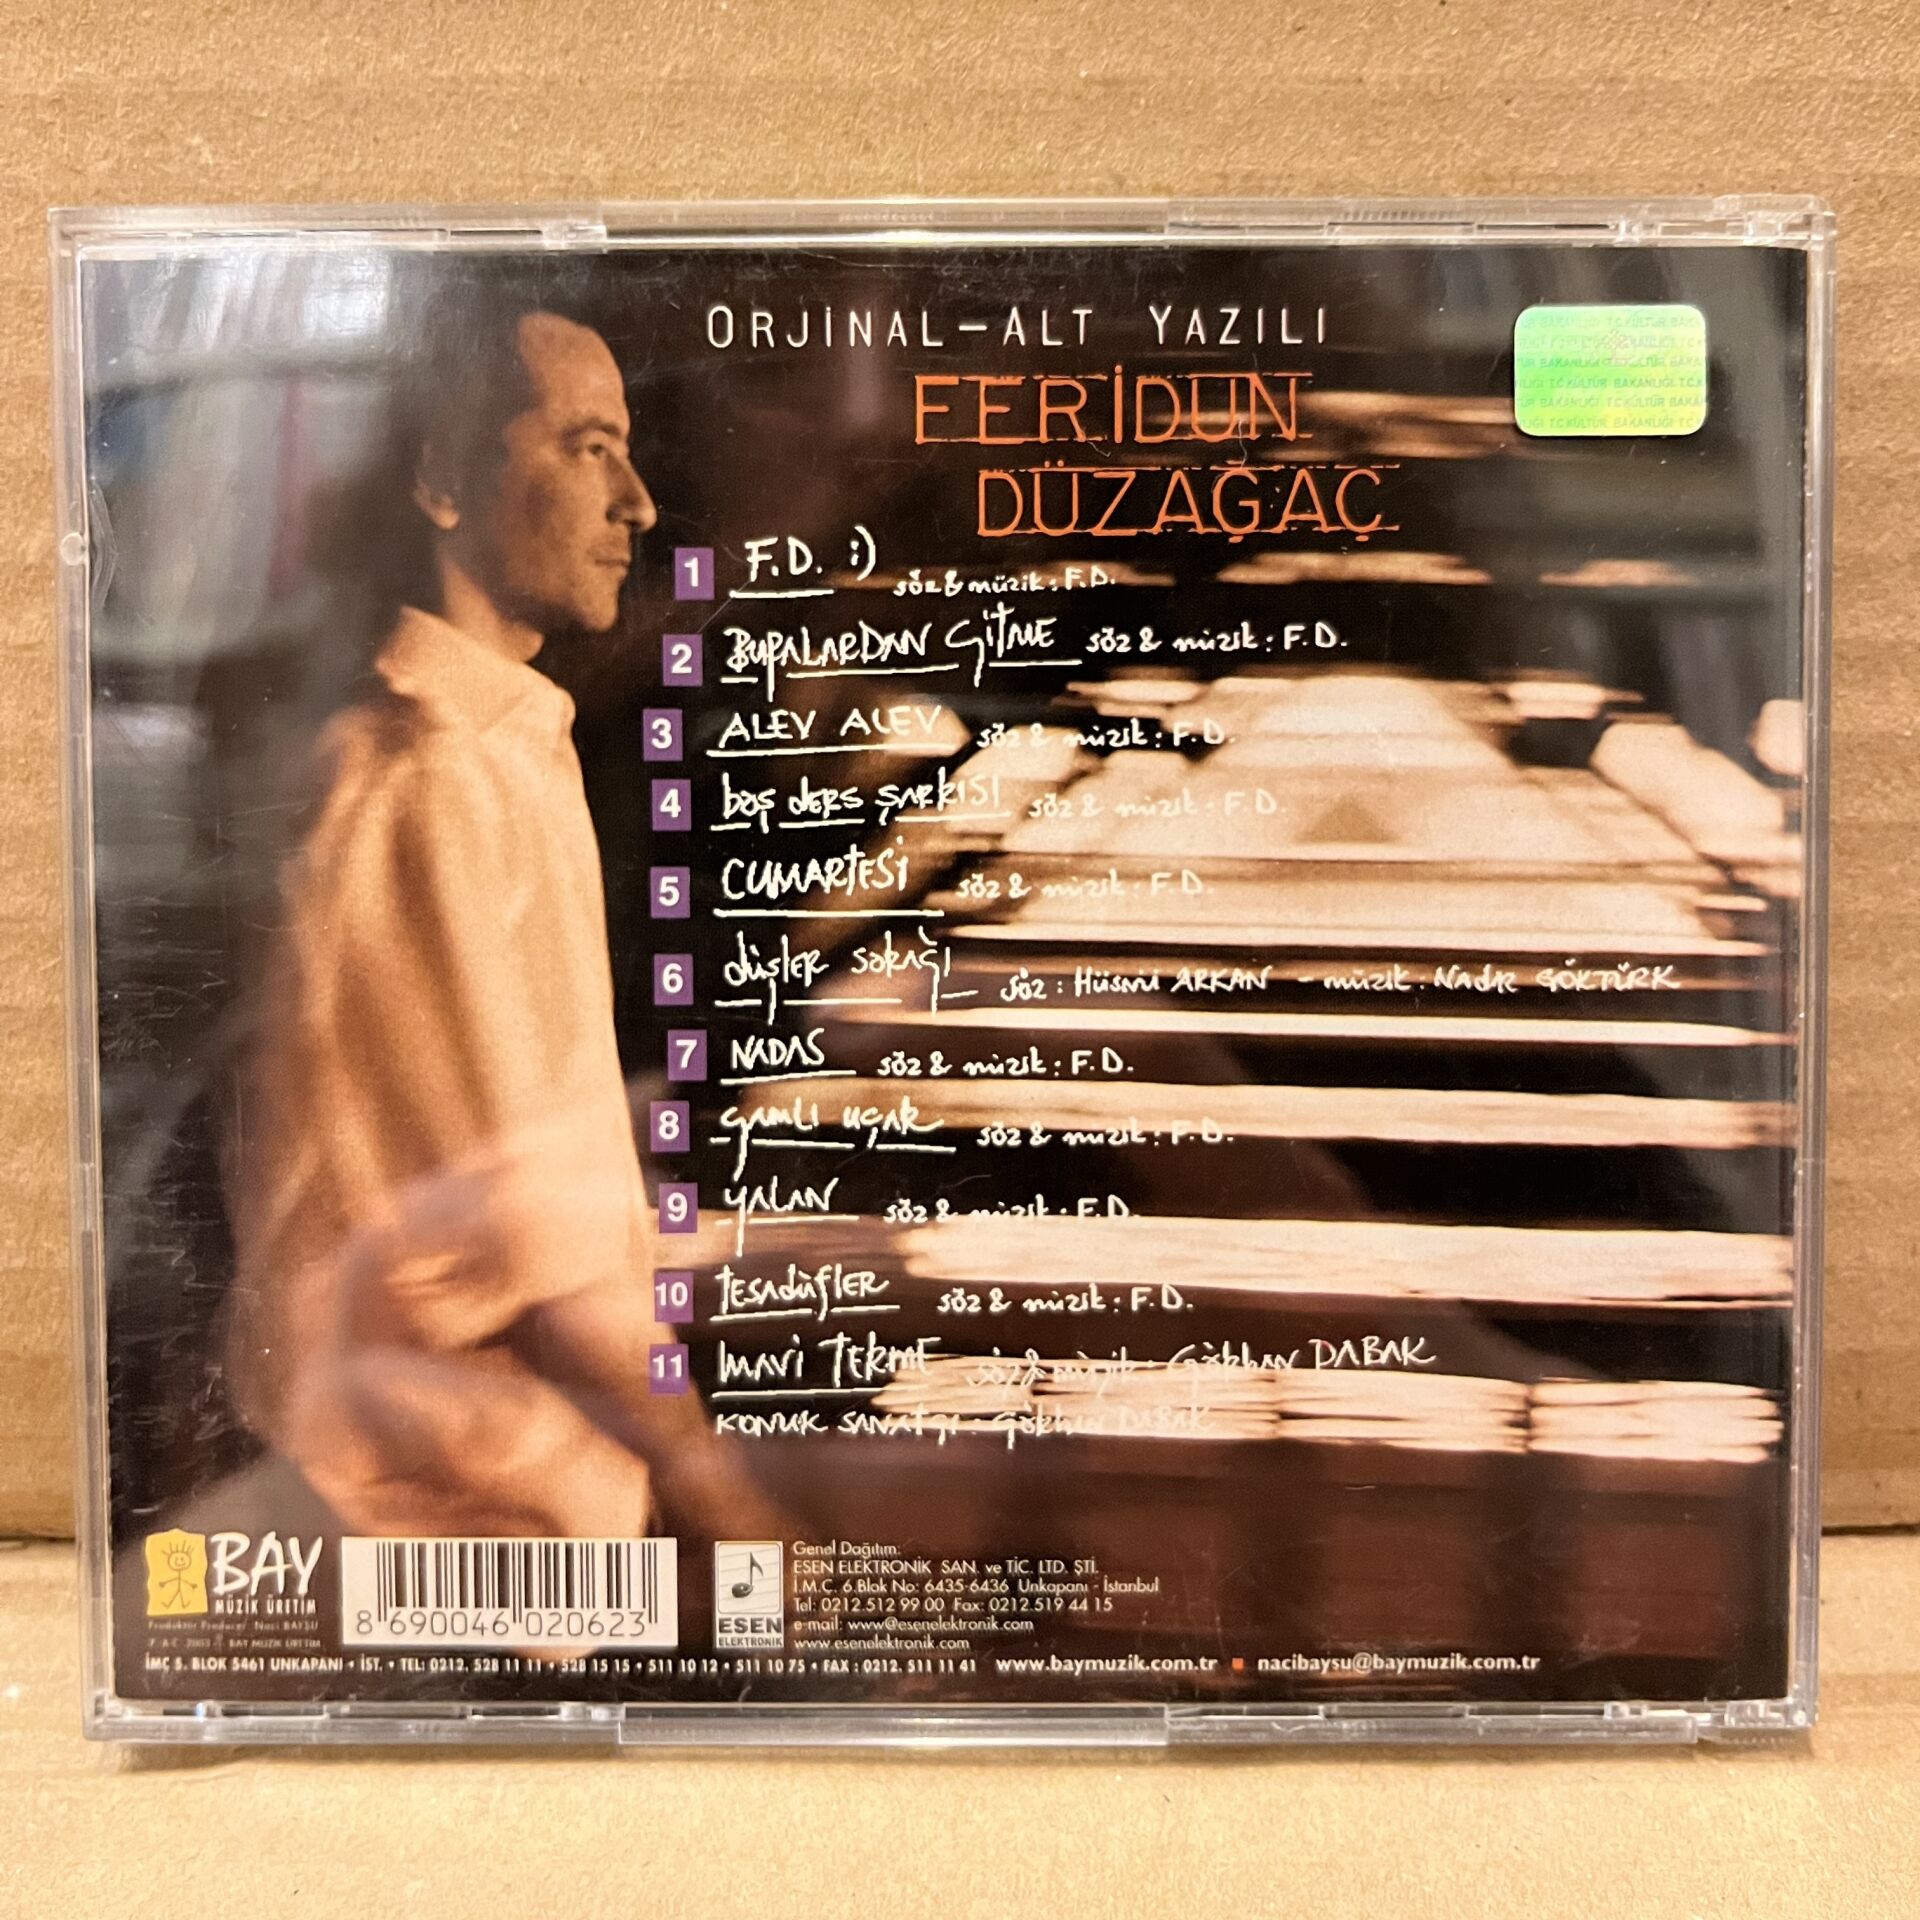 ORJİNAL-ALT YAZILI
FERİDUN
DÜZAĞAÇ
1 F.D. :) söz & müzik : F.D.
2 BURALARDAN GİTME söz & müzik : F.D.
3 ALEV ALEV söz & müzik : F.D.
4 boş ders şarkısı söz & müzik : F.D.
5 CUMARTESİ söz & müzik : F.D.
6 düşler sokağı söz : Hüsnü ARKAN - müzik : Nadir GÖKTÜRK
7 NADAS söz & müzik : F.D.
8 gamlı uçak söz & müzik : F.D.
9 YALAN söz & müzik : F.D.
10 tesadüfler söz & müzik : F.D.
11 MAVİ TERME söz & müzik : Gökhan DABAK
KONUK SANATÇI : Gökhan DABAK
BAY
MÜZİK ÜRETİM
8 690046 020623
ESEN
ELEKTRONİK
Genel Dağıtım:
ESEN ELEKTRONİK SAN. ve TİC. LTD. ŞTİ.
İ.M.Ç. 6.Blok No: 6435-6436 Unkapanı - İstanbul
Tel: 0212.512 99 00 Fax: 0212.519 44 15
e-mail: www@esenelektronik.com
www.esenelektronik.com
İMÇ 5. BLOK 5461 UNKAPANI • İST. • TEL: 0212. 528 11 11 • 528 15 15 • 511 10 12 • 511 10 75 • FAX : 0212. 511 11 41 www.baymuzik.com.tr ▪ nacibaysu@baymuzik.com.tr
T.C.KÜLTÜR BAKANLIĞI